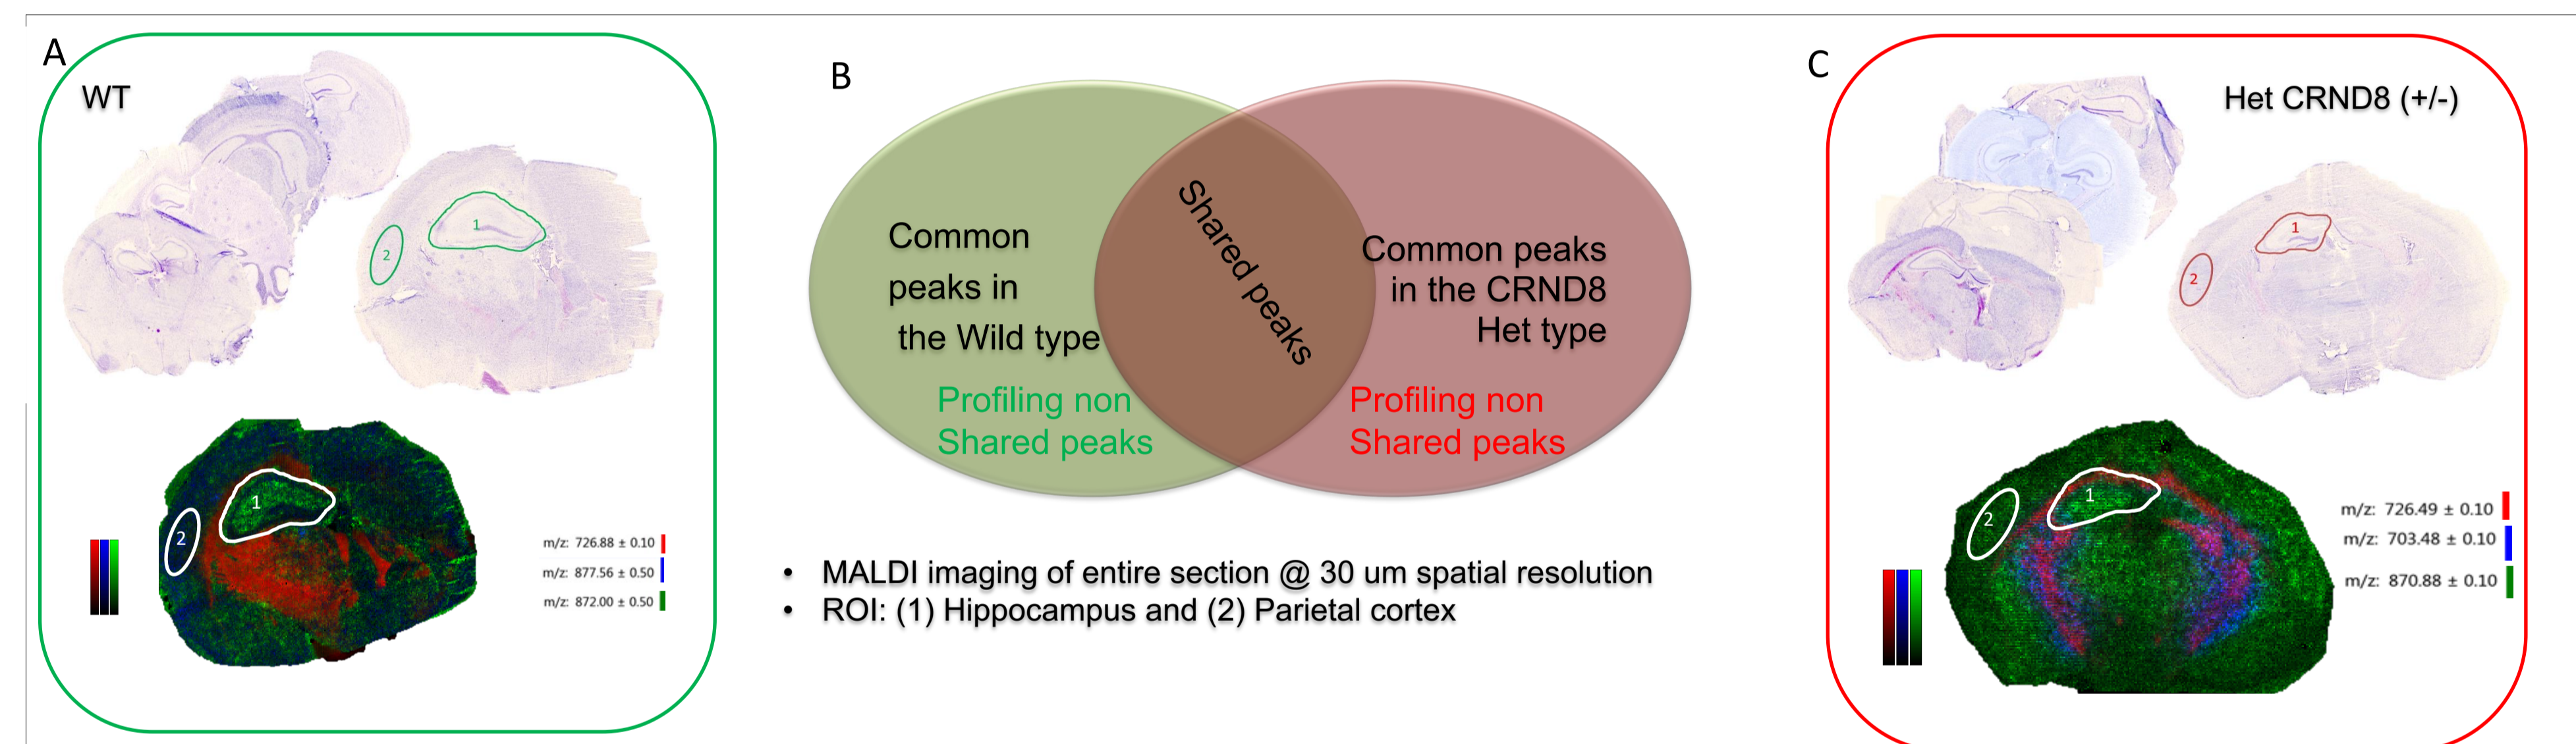 A
WT
1
2
1
2
m/z: 726.88 ± 0.10
m/z: 877.56 ± 0.50
m/z: 872.00 ± 0.50
B
Common
peaks in
the Wild type
Profiling non
Shared peaks
Shared peaks
Common peaks
in the CRND8
Het type
Profiling non
Shared peaks
• MALDI imaging of entire section @ 30 um spatial resolution
• ROI: (1) Hippocampus and (2) Parietal cortex
C
Het CRND8 (+/-)
1
2
1
2
m/z: 726.49 ± 0.10
m/z: 703.48 ± 0.10
m/z: 870.88 ± 0.10